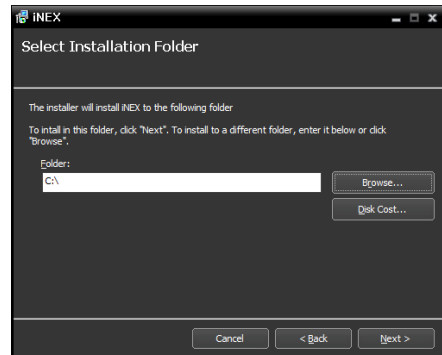 iNEX
Select Installation Folder
The installer will install iNEX to the following folder
To intall in this folder, click "Next". To install to a different folder, enter it below or click
"Browse".
Folder:
C:\
Browse...
Disk Cost...
Cancel
< Back
Next >